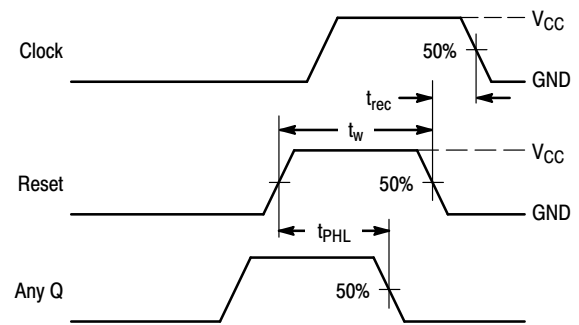 V_CC
Clock
50%
GND
t_rec
t_w
V_CC
Reset
50%
GND
t_PHL
Any Q
50%